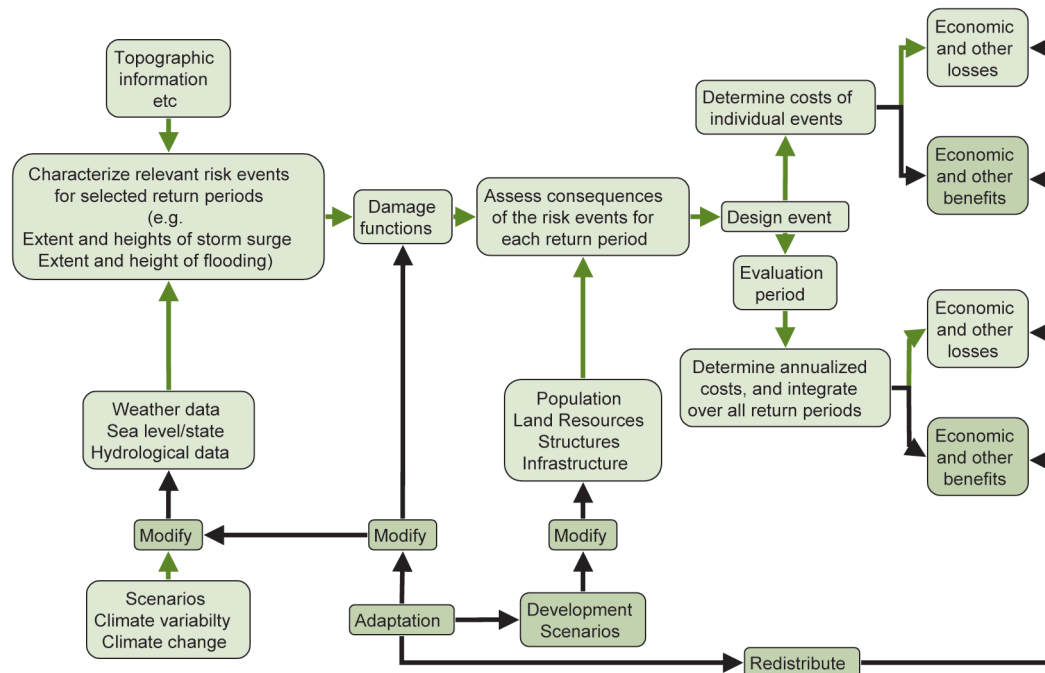 Topographic
information
etc
Characterize relevant risk events
for selected return periods
(e.g.
Extent and heights of storm surge
Extent and height of flooding)
Weather data
Sea level/state
Hydrological data
Modify
Scenarios
Climate variabilty
Climate change
Damage
functions
Modify
Adaptation
Assess consequences
of the risk events for
each return period
Population
Land Resources
Structures
Infrastructure
Modify
Development
Scenarios
Design event
Determine costs of
individual events
Evaluation
period
Determine annualized
costs, and integrate
over all return periods
Redistribute
Economic
and other
losses
Economic
and other
benefits
Economic
and other
losses
Economic
and other
benefits